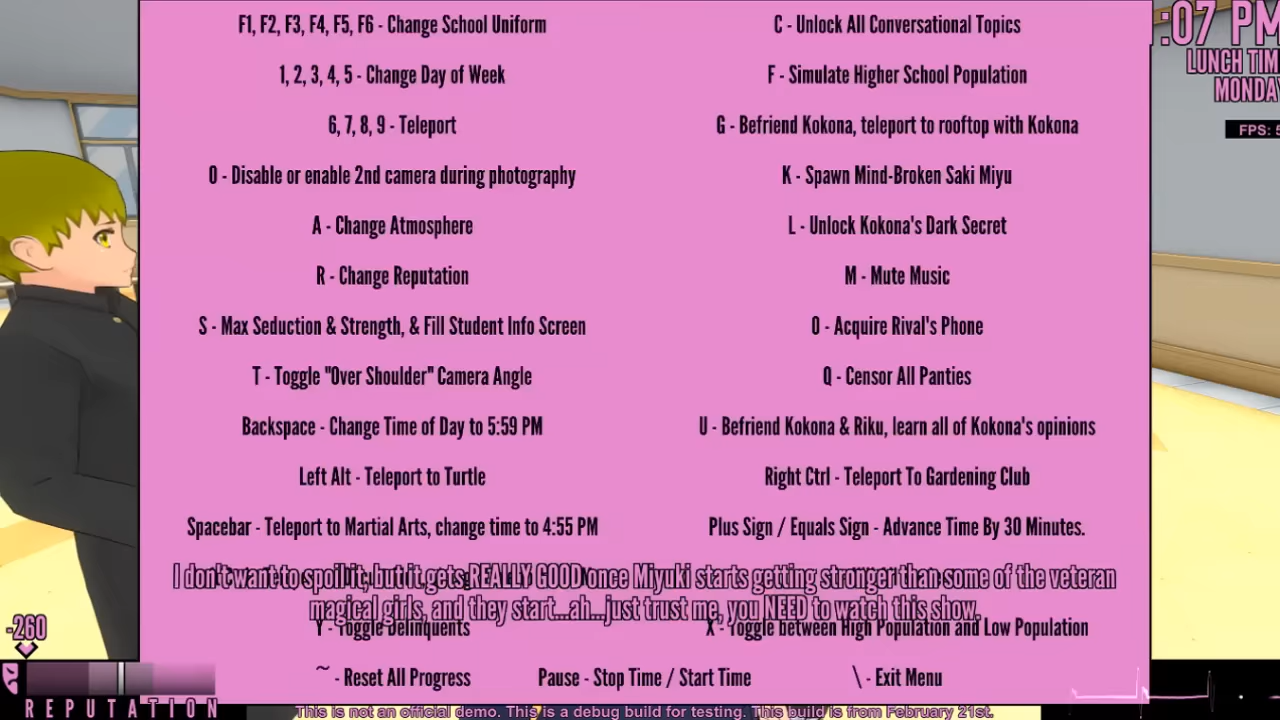 F1, F2, F3, F4, F5, F6 - Change School Uniform
1, 2, 3, 4, 5 - Change Day of Week
6, 7, 8, 9 - Teleport
0 - Disable or enable 2nd camera during photography
A - Change Atmosphere
R - Change Reputation
S - Max Seduction & Strength, & Fill Student Info Screen
T - Toggle "Over Shoulder" Camera Angle
Backspace - Change Time of Day to 5:59 PM
Left Alt - Teleport to Turtle
Spacebar - Teleport to Martial Arts, change time to 4:55 PM
C - Unlock All Conversational Topics
F - Simulate Higher School Population
G - Befriend Kokona, teleport to rooftop with Kokona
K - Spawn Mind-Broken Saki Miyu
L - Unlock Kokona's Dark Secret
M - Mute Music
O - Acquire Rival's Phone
Q - Censor All Panties
U - Befriend Kokona & Riku, learn all of Kokona's opinions
Right Ctrl - Teleport To Gardening Club
Plus Sign / Equals Sign - Advance Time By 30 Minutes.
I don't want to spoil it, but it gets REALLY GOOD once Miyuki starts getting stronger than some of the veteran
magical girls, and they start...ah...just trust me, you NEED to watch this show.
Y - Toggle Delinquents
X - Toggle between High Population and Low Population
~ - Reset All Progress
Pause - Stop Time / Start Time
\ - Exit Menu
:07 PM
LUNCH TIM
MONDAY
FPS: 5
-260
REPUTATION
This is not an official demo. This is a debug build for testing. This build is from February 21st.